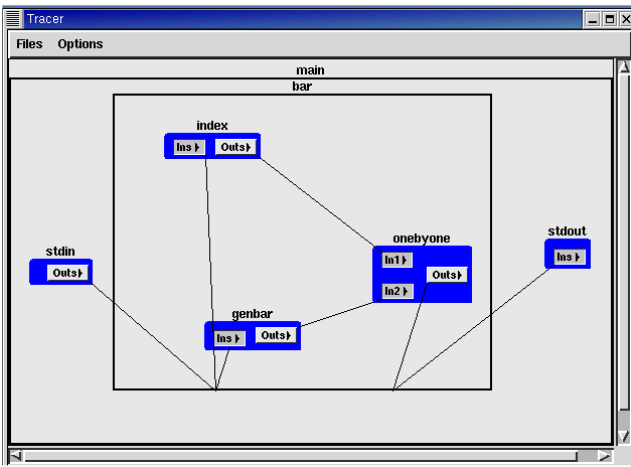 Tracer
Files Options
main
bar
index
Ins Outs
onebyone
In1
Outs
In2
stdin
Outs
stdout
Ins
genbar
Ins Outs